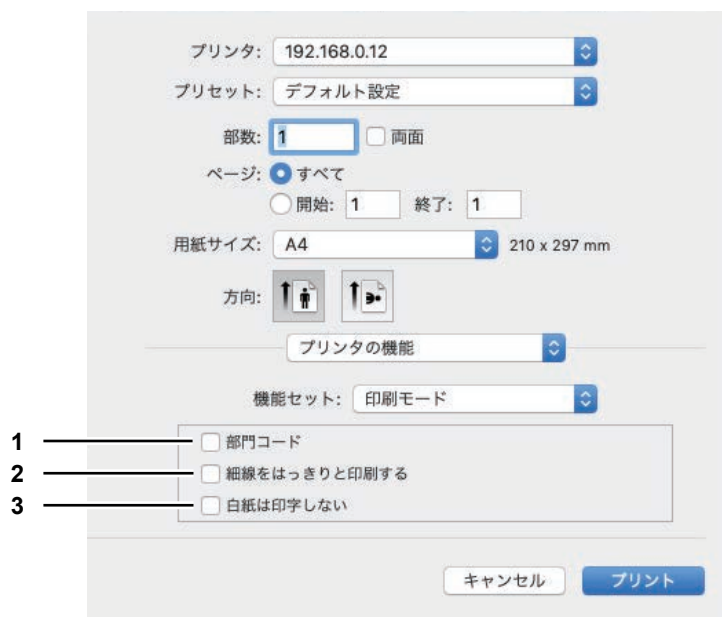 プリンタ: 192.168.0.12
プリセット: デフォルト設定
部数: 1 両面
ページ: すべて
開始: 1 終了: 1
用紙サイズ: A4 210 x 297 mm
方向:
プリンタの機能
機能セット: 印刷モード
1 部門コード
2 細線をはっきりと印刷する
3 白紙は印字しない
キャンセル プリント